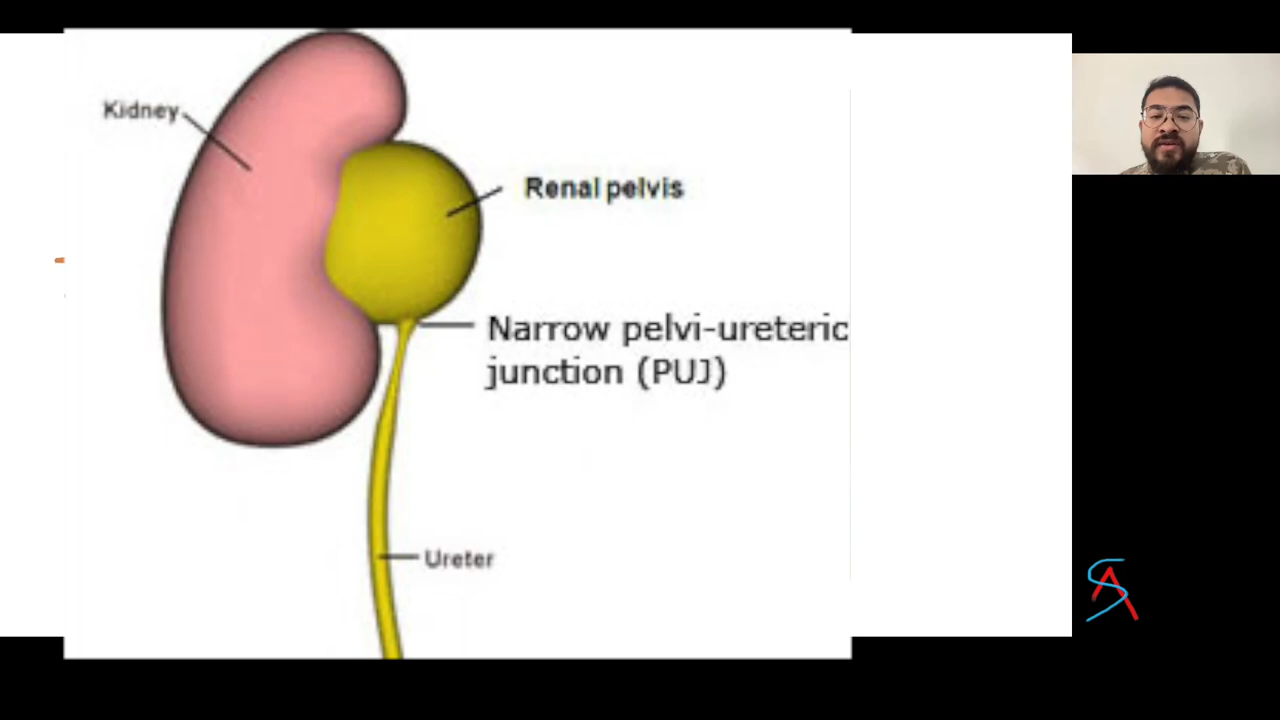 Kidney
Renal pelvis
Narrow pelvi-ureteric
junction (PUJ)
Ureter